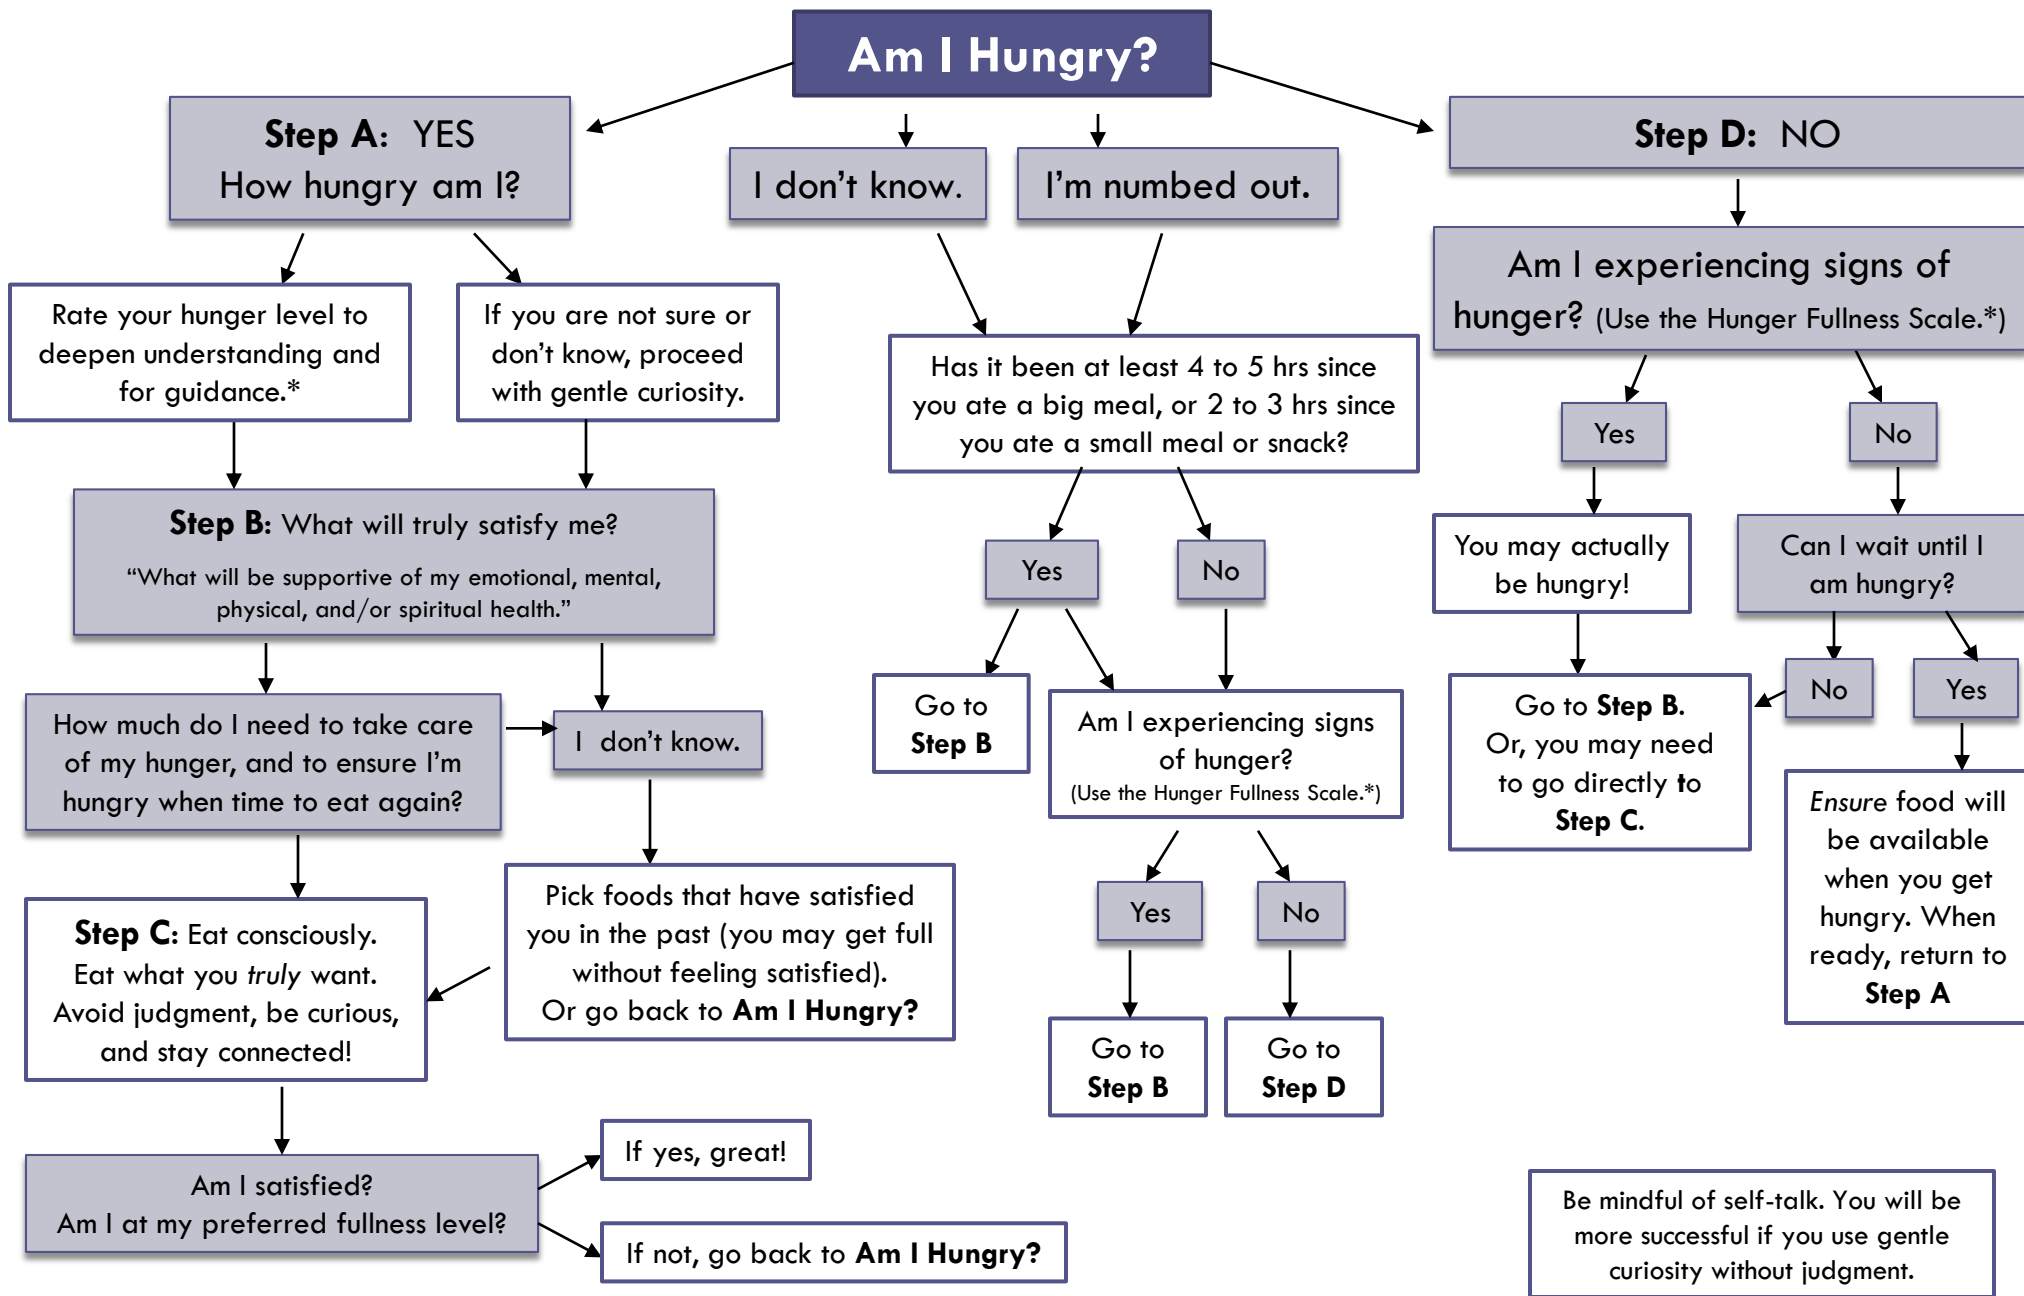 Am I Hungry?
Step A: YES
How hungry am I?
I don't know.
I'm numbed out.
Step D: NO
Rate your hunger level to
deepen understanding and
for guidance.*
If you are not sure or
don't know, proceed
with gentle curiosity.
Has it been at least 4 to 5 hrs since
you ate a big meal, or 2 to 3 hrs since
you ate a small meal or snack?
Am I experiencing signs of
hunger? (Use the Hunger Fullness Scale.*)
Yes
No
Step B: What will truly satisfy me?
“What will be supportive of my emotional, mental,
physical, and/or spiritual health.”
Yes
No
You may actually
be hungry!
Can I wait until I
am hungry?
How much do I need to take care
of my hunger, and to ensure I'm
hungry when time to eat again?
I don't know.
Go to
Step B
Am I experiencing signs
of hunger?
(Use the Hunger Fullness Scale.*)
Go to Step B.
Or, you may need
to go directly to
Step C.
No
Yes
Ensure food will
be available
when you get
hungry. When
ready, return to
Step A
Step C: Eat consciously.
Eat what you truly want.
Avoid judgment, be curious,
and stay connected!
Pick foods that have satisfied
you in the past (you may get full
without feeling satisfied).
Or go back to Am I Hungry?
Yes
No
Go to
Step B
Go to
Step D
Am I satisfied?
Am I at my preferred fullness level?
If yes, great!
If not, go back to Am I Hungry?
Be mindful of self-talk. You will be
more successful if you use gentle
curiosity without judgment.